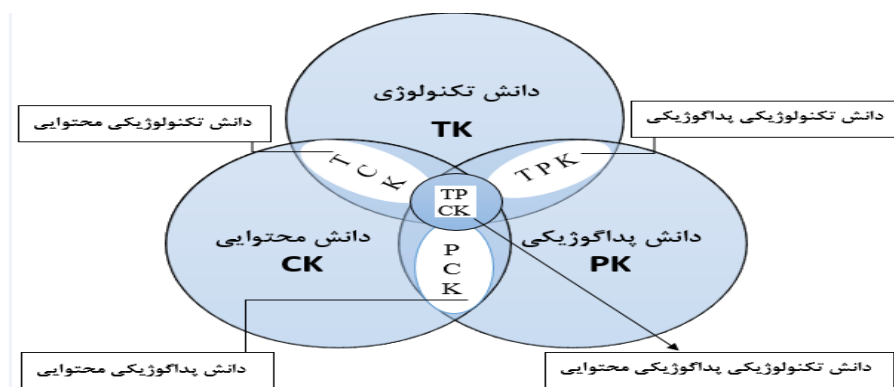 دانش تکنولوژی
TK
دانش تکنولوژیکی محتوایی
دانش تکنولوژیکی پداگوژیکی
TCK
TPK
TP
CK
دانش محتوایی
CK
دانش پداگوژیکی
PK
P
C
K
دانش پداگوژیکی محتوایی
دانش تکنولوژیکی پداگوژیکی محتوایی